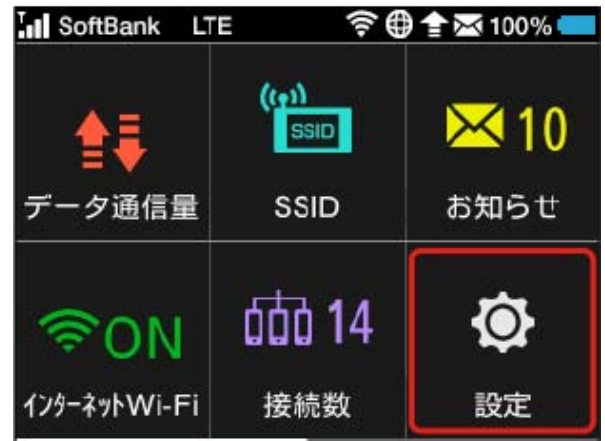 SoftBank LTE 100%
SSID 10
データ通信量 SSID お知らせ
ON 14
インターネットWi-Fi 接続数 設定